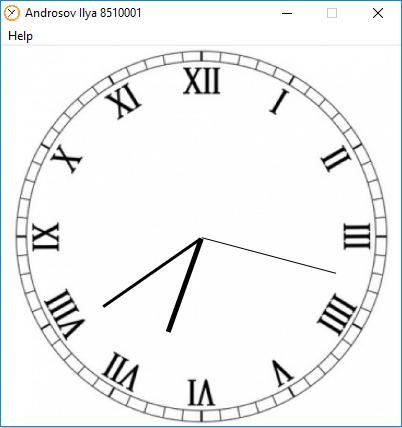 Androsov Ilya 8510001
Help
XII
I
II
III
IIII
V
VI
VII
VIII
IX
X
XI